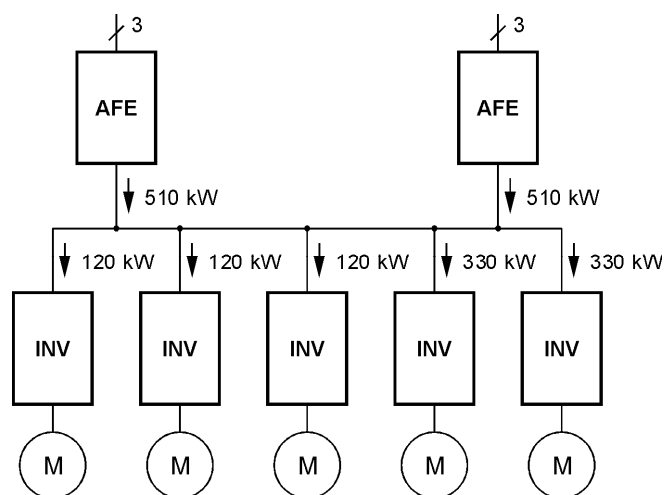 3 3
AFE AFE
510 kW 510 kW
120 kW 120 kW 120 kW 330 kW 330 kW
INV INV INV INV INV
M M M M M